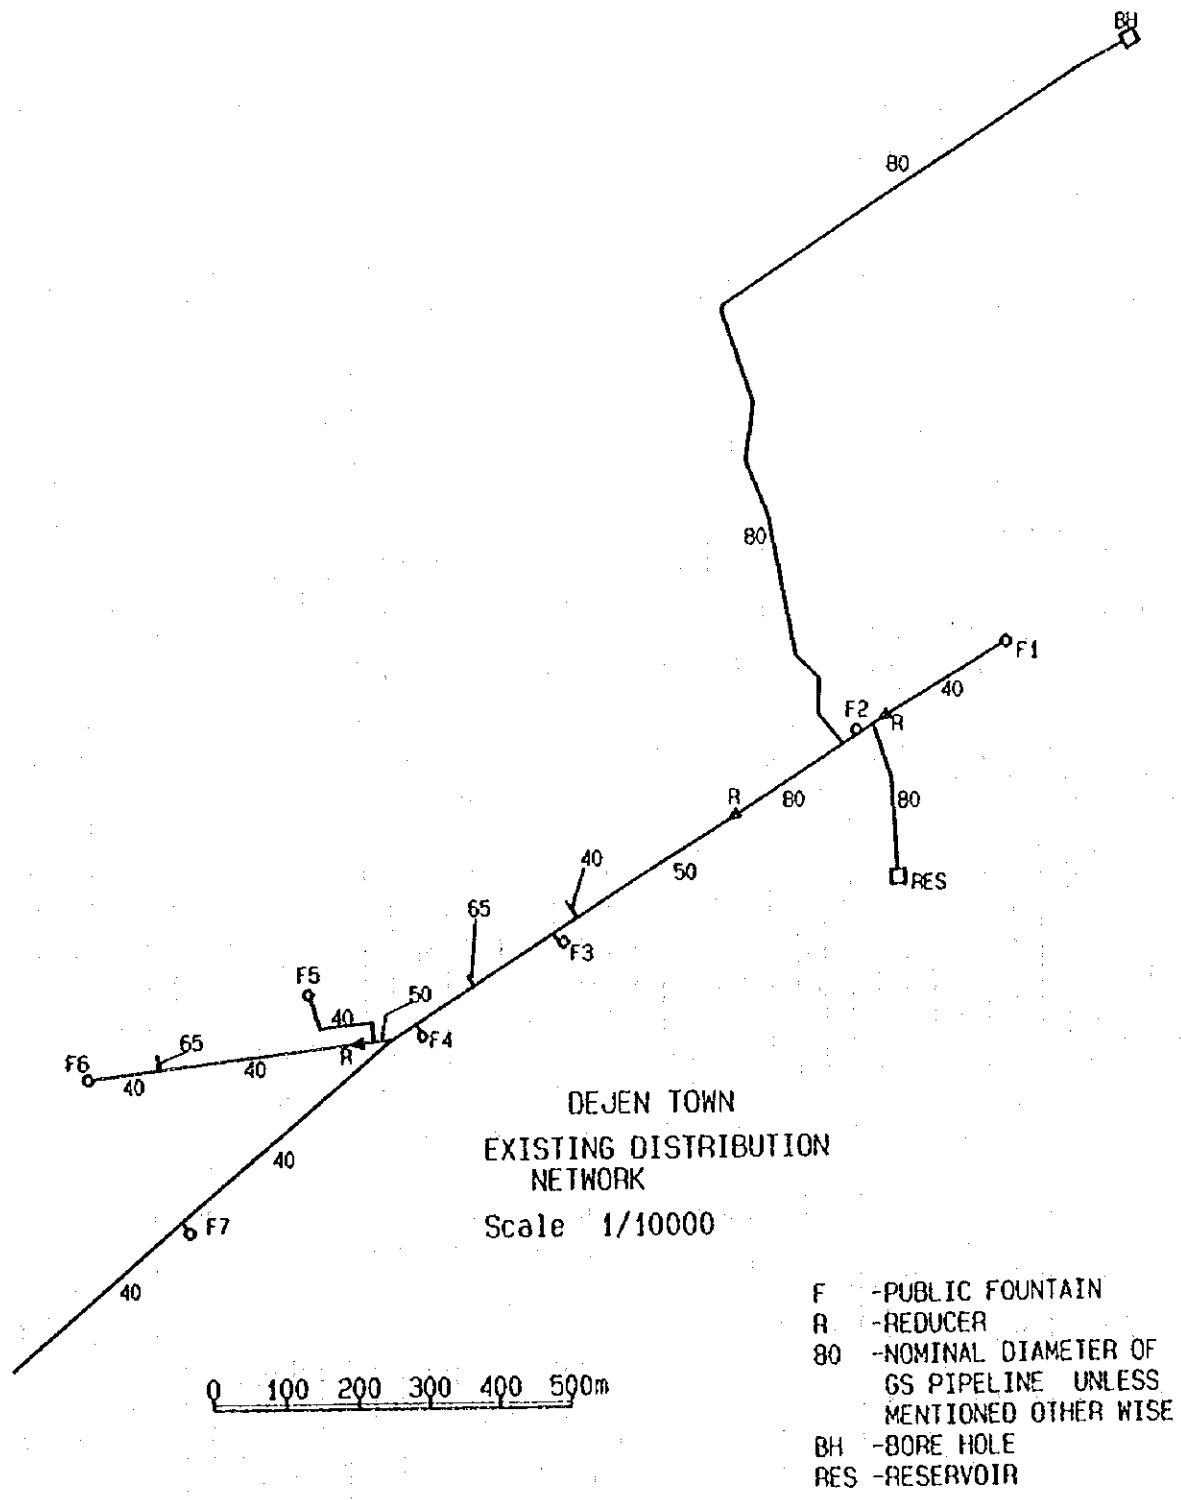 BH
80
80
F1
40
F2
R
R
80
80
40
50
RES
65
F3
F5
50
40
F4
65
R
F6
40
40
DEJEN TOWN
EXISTING DISTRIBUTION
NETWORK
40
Scale 1/10000
F7
40
F -PUBLIC FOUNTAIN
R -REDUCER
80 -NOMINAL DIAMETER OF
GS PIPELINE UNLESS
MENTIONED OTHER WISE
BH -BORE HOLE
RES -RESERVOIR
0 100 200 300 400 500m